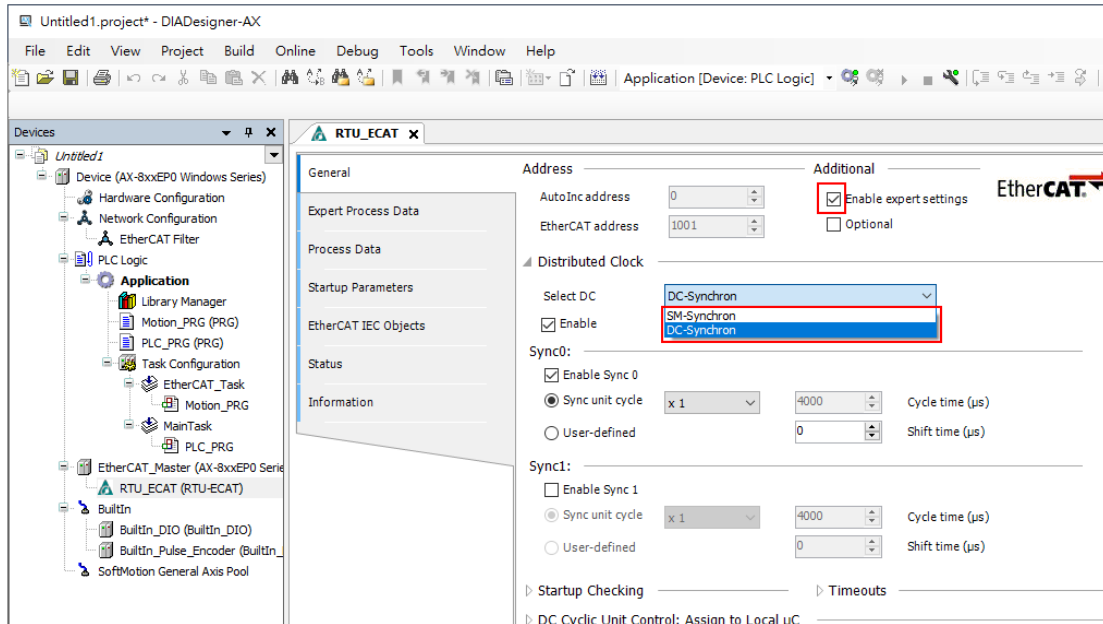 Untitled1.project* - DIADesigner-AX
File Edit View Project Build Online Debug Tools Window Help
Application [Device: PLC Logic]
Devices
Untitled1
Device (AX-8xxEP0 Windows Series)
Hardware Configuration
Network Configuration
EtherCAT Filter
PLC Logic
Application
Library Manager
Motion_PRG (PRG)
PLC_PRG (PRG)
Task Configuration
EtherCAT_Task
Motion_PRG
MainTask
PLC_PRG
EtherCAT_Master (AX-8xxEP0 Serie
RTU_ECAT (RTU-ECAT)
BuiltIn
BuiltIn_DIO (BuiltIn_DIO)
BuiltIn_Pulse_Encoder (BuiltIn_
SoftMotion General Axis Pool
RTU_ECAT
General
Expert Process Data
Process Data
Startup Parameters
EtherCAT IEC Objects
Status
Information
Address
AutoInc address 0
EtherCAT address 1001
Additional
Enable expert settings
Optional
EtherCAT.
Distributed Clock
Select DC DC-Synchron
SM-Synchron
DC-Synchron
Enable
Sync0:
Enable Sync 0
Sync unit cycle x 1 4000 Cycle time (µs)
User-defined 0 Shift time (µs)
Sync1:
Enable Sync 1
Sync unit cycle x 1 4000 Cycle time (µs)
User-defined 0 Shift time (µs)
Startup Checking Timeouts
DC Cyclic Unit Control: Assign to Local µC